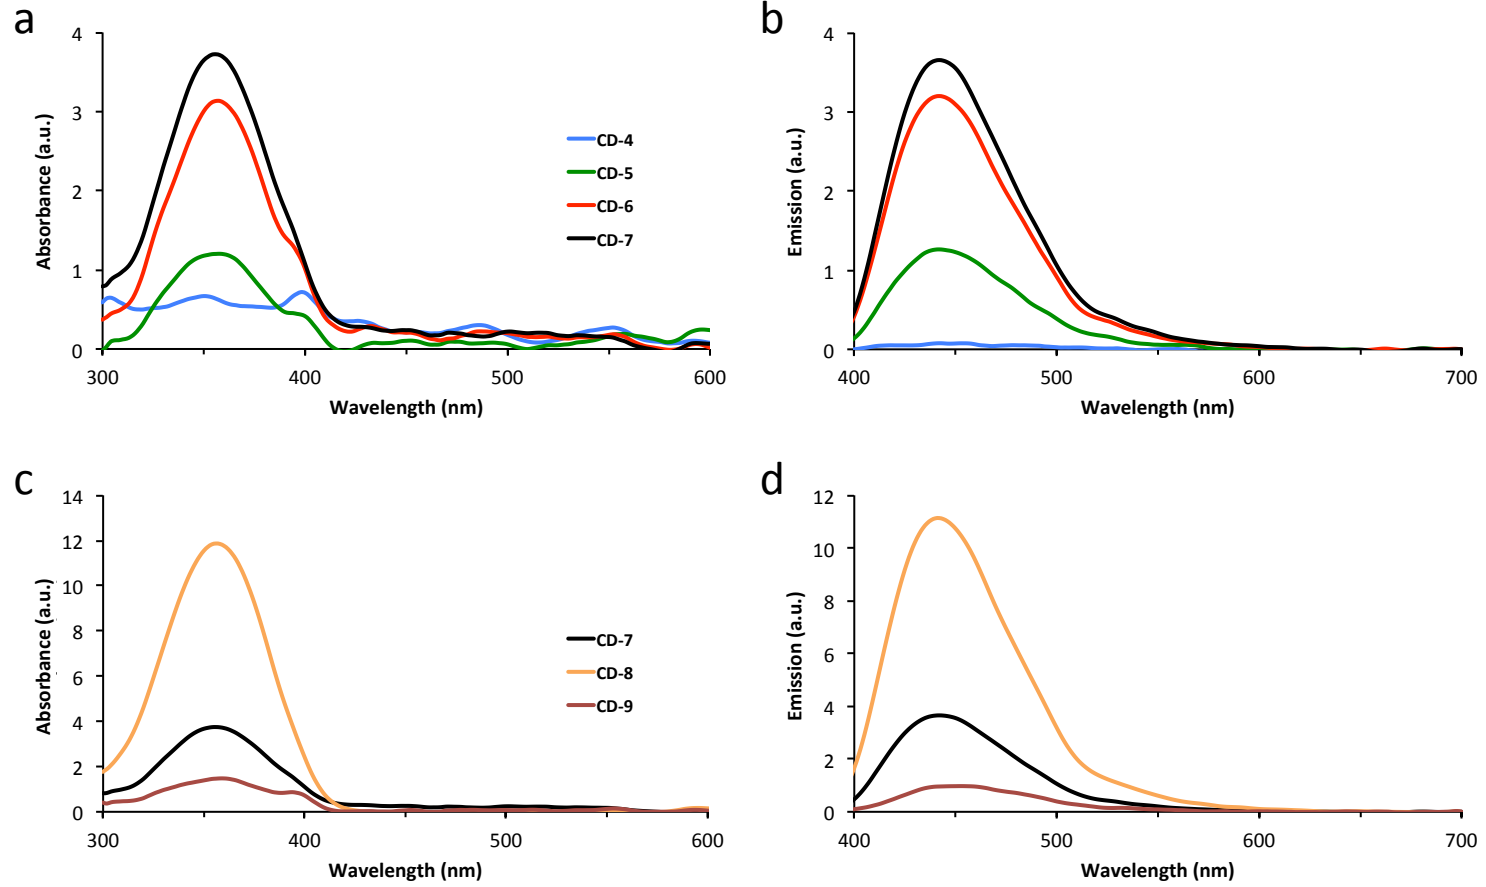 a
4
3
2
1
0
Absorbance (a.u.)
CD-4
CD-5
CD-6
CD-7
300
400
500
600
Wavelength (nm)
b
4
3
2
1
0
Emission (a.u.)
400
500
600
700
Wavelength (nm)
c
14
12
10
8
6
4
2
0
Absorbance (a.u.)
CD-7
CD-8
CD-9
300
400
500
600
Wavelength (nm)
d
12
10
8
6
4
2
0
Emission (a.u.)
400
500
600
700
Wavelength (nm)